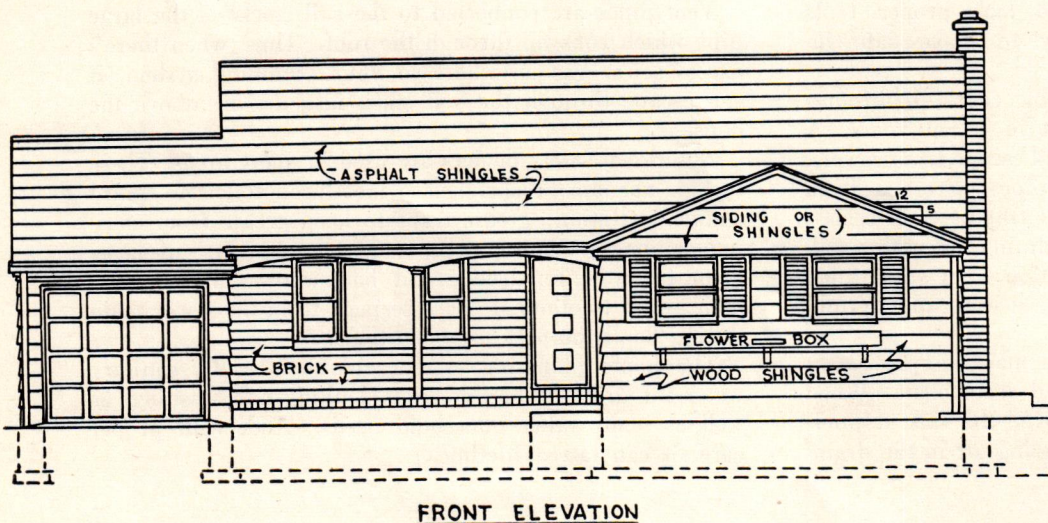 ASPHALT SHINGLES
12
5
SIDING OR
SHINGLES
FLOWER BOX
BRICK
WOOD SHINGLES
FRONT ELEVATION